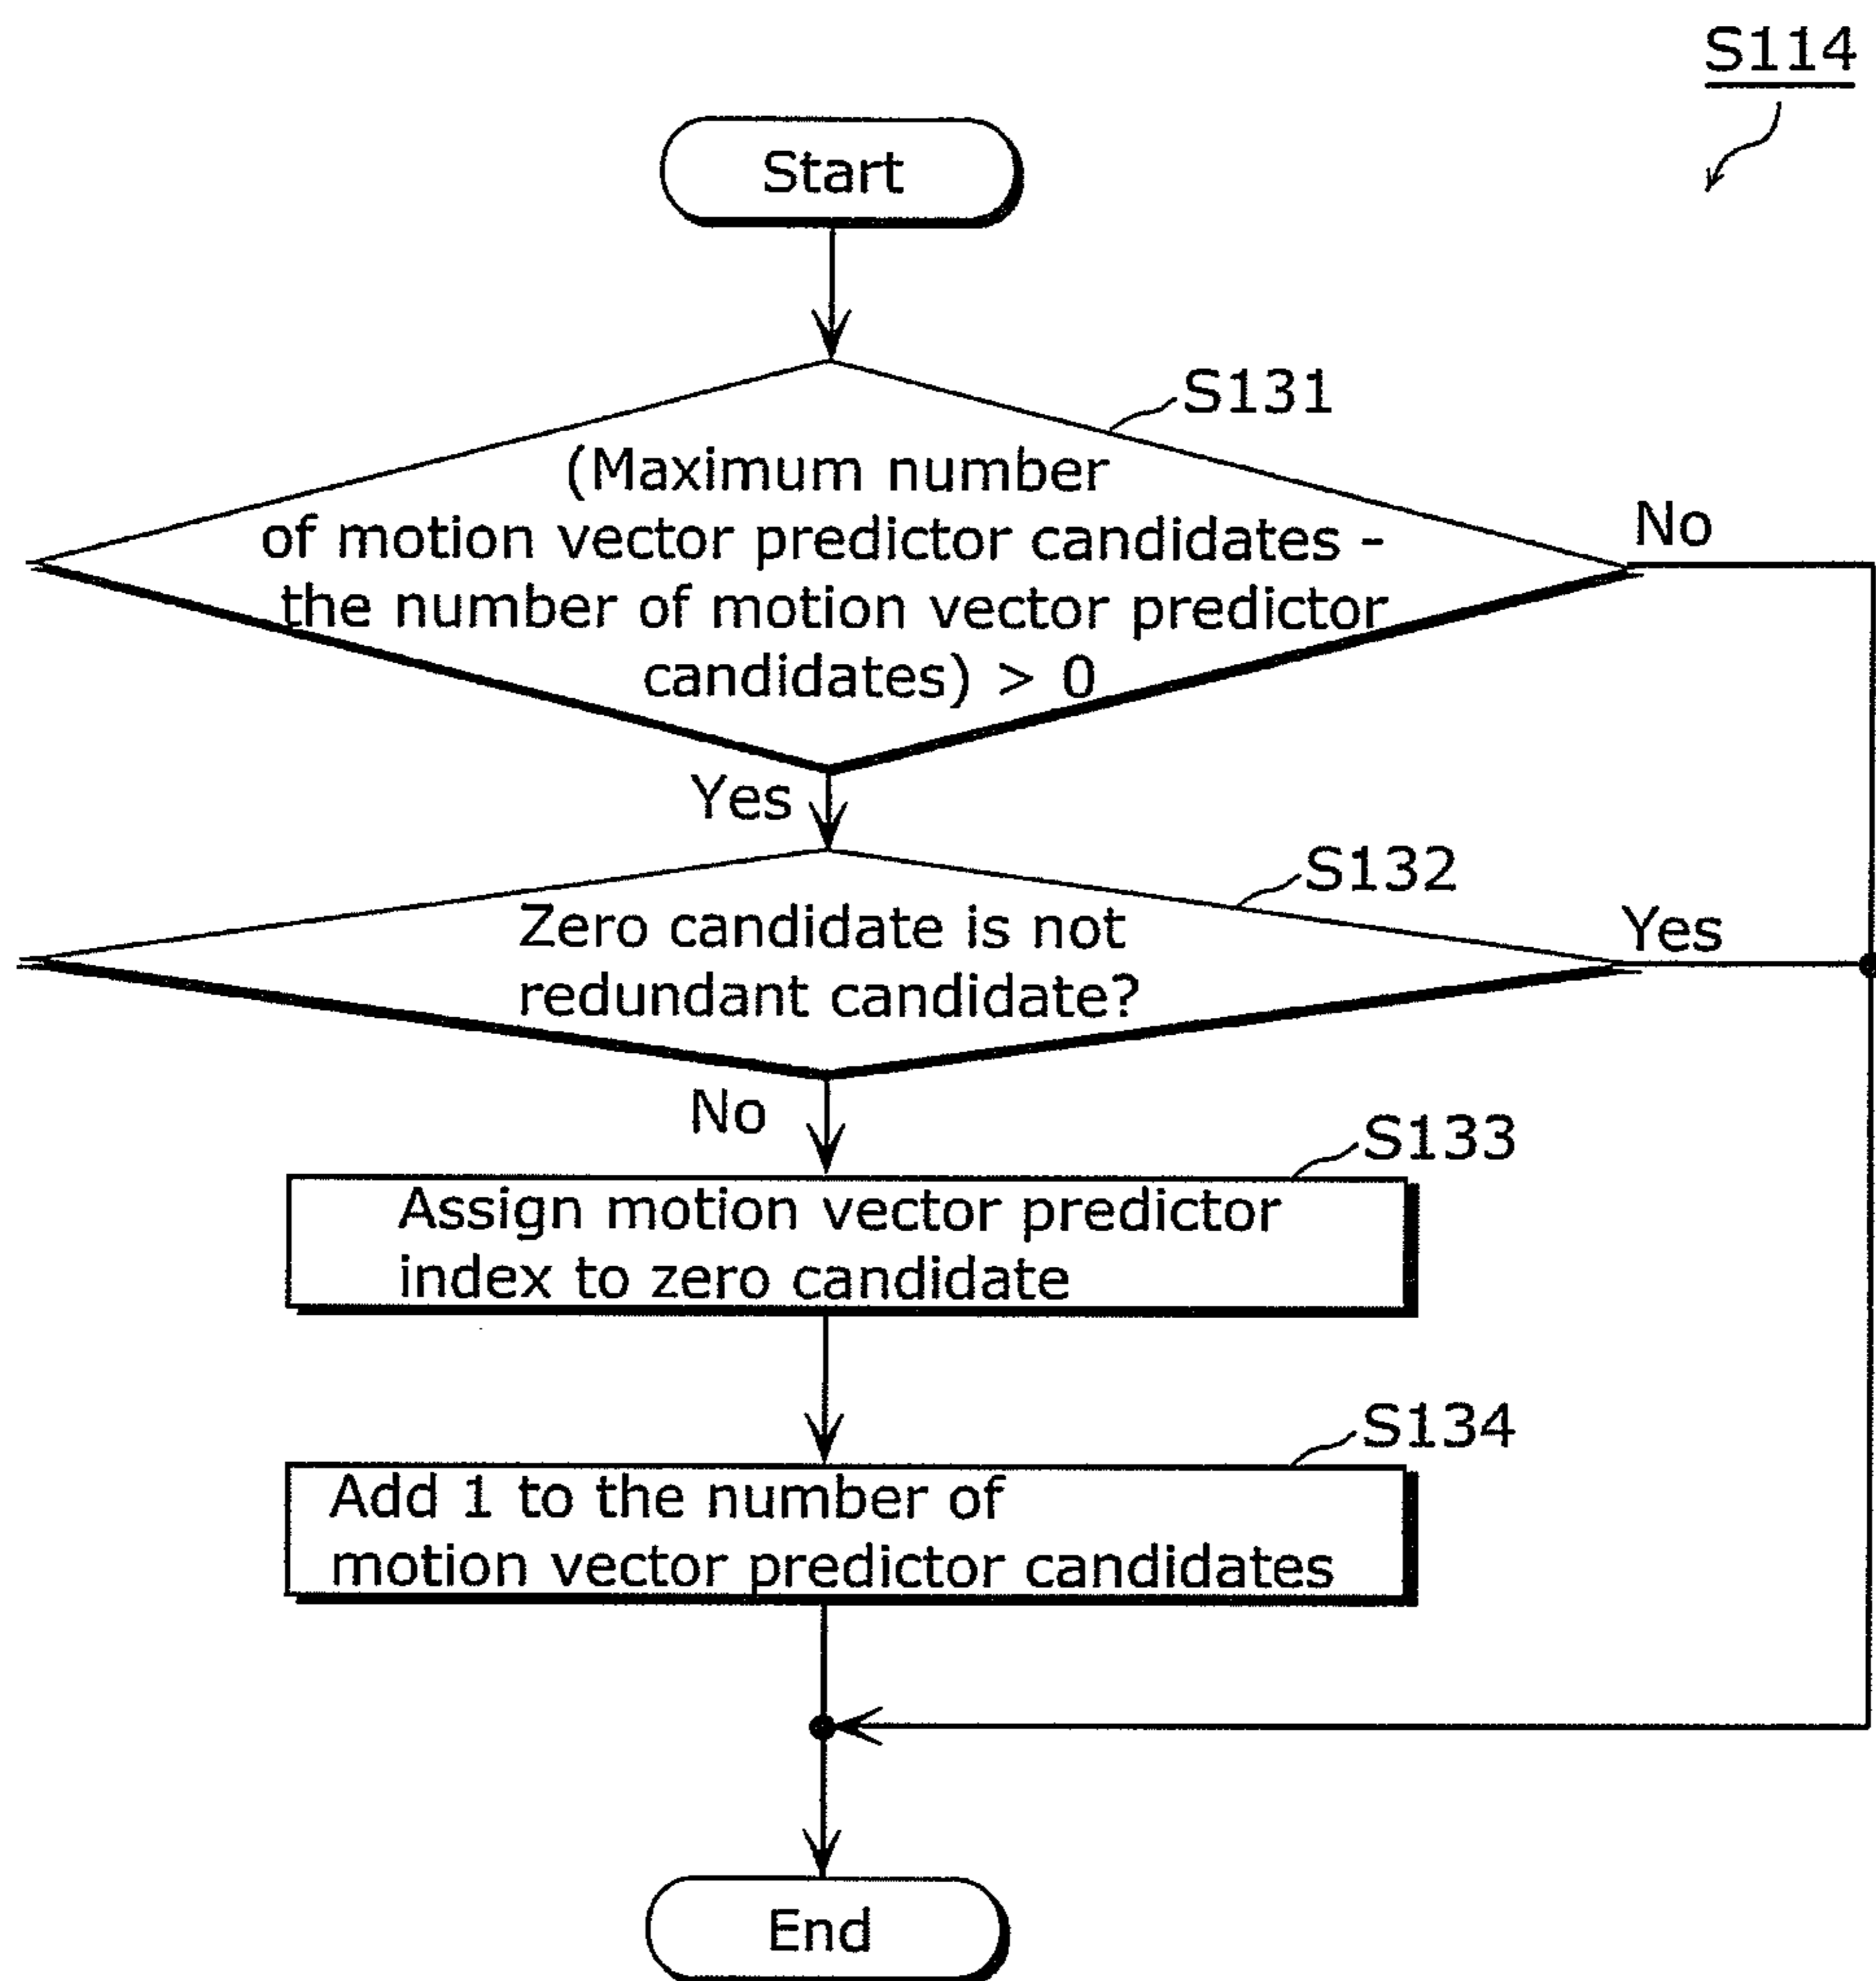 S114
Start
S131
(Maximum number
of motion vector predictor candidates -
the number of motion vector predictor
candidates) > 0
No
Yes
S132
Zero candidate is not
redundant candidate?
Yes
No
S133
Assign motion vector predictor
index to zero candidate
S134
Add 1 to the number of
motion vector predictor candidates
End